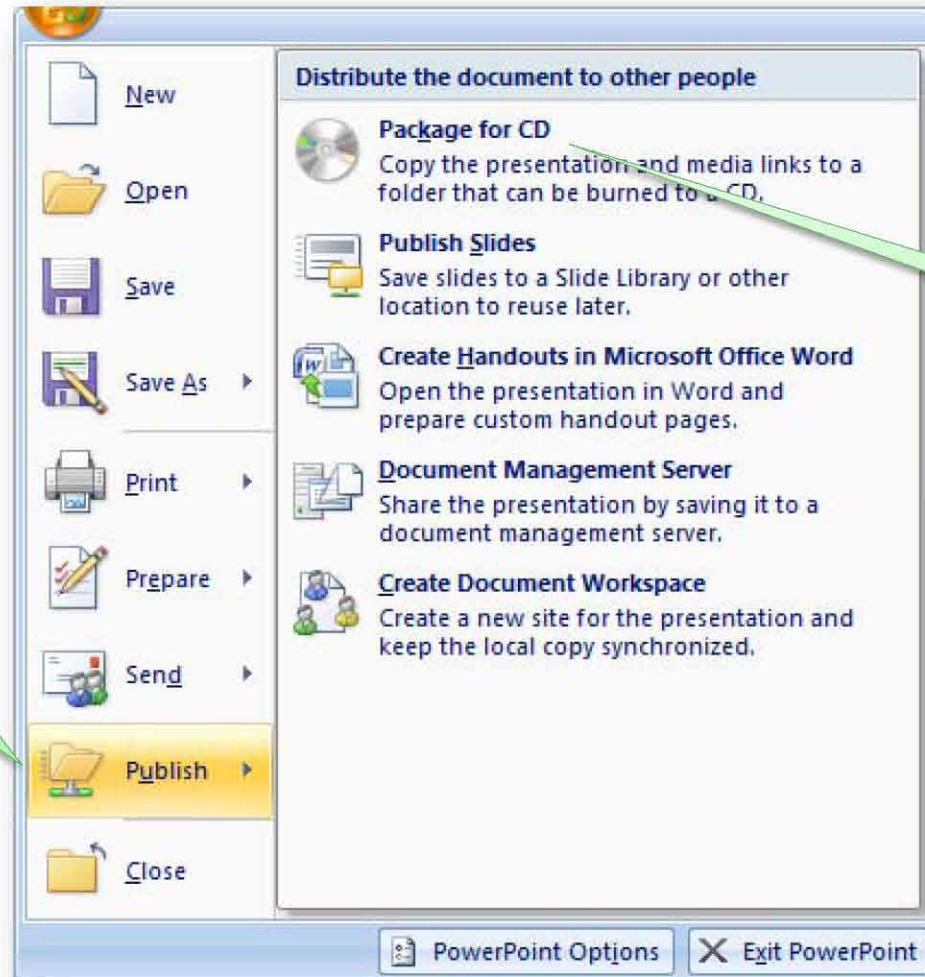 New
Open
Save
Save As
Print
Prepare
Send
Publish
Close
Distribute the document to other people
Package for CD
Copy the presentation and media links to a
folder that can be burned to a CD.
Publish Slides
Save slides to a Slide Library or other
location to reuse later.
Create Handouts in Microsoft Office Word
Open the presentation in Word and
prepare custom handout pages.
Document Management Server
Share the presentation by saving it to a
document management server.
Create Document Workspace
Create a new site for the presentation and
keep the local copy synchronized.
PowerPoint Options
Exit PowerPoint